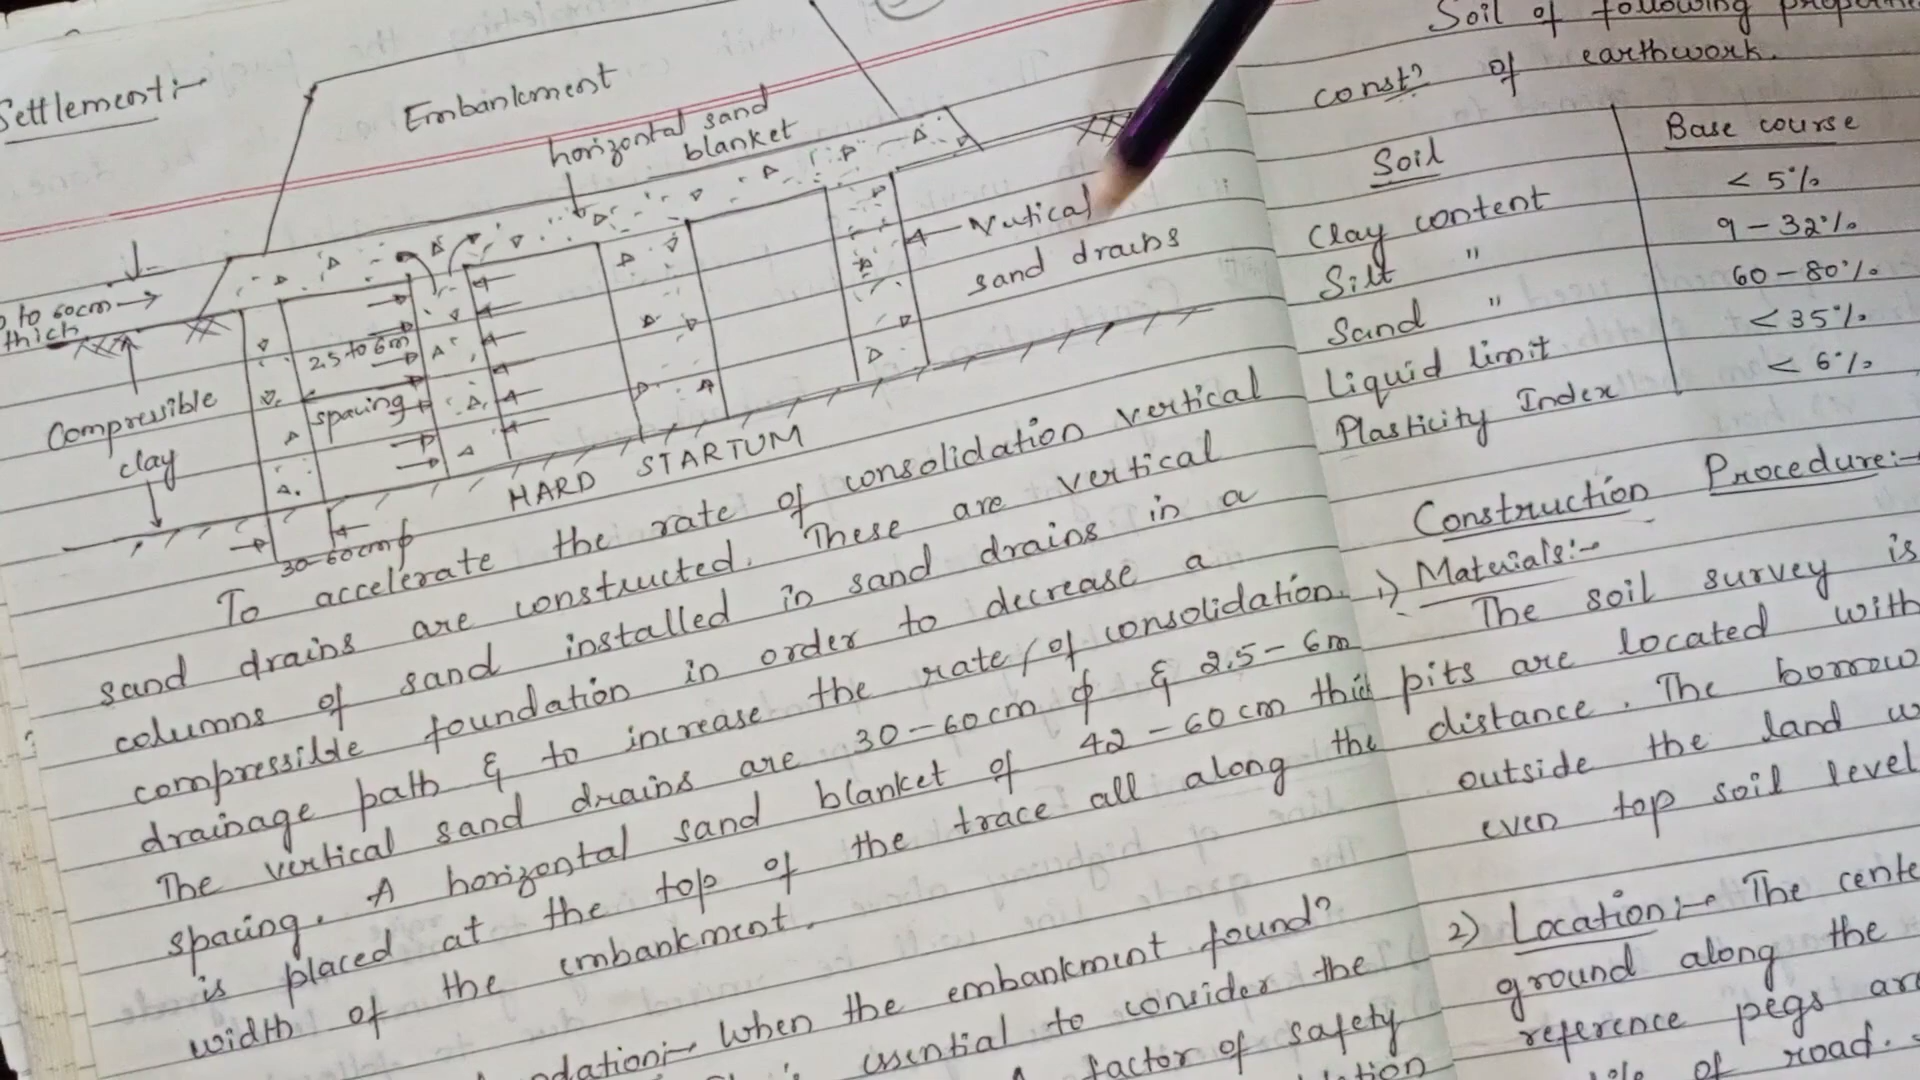 Settlement:-
Embankment
horizontal sand
blanket
to 60cm
thick
Vertical
sand drains
2.5 to 6m
spacing
Compressible
clay
HARD STARTUM
30-60cm ϕ
To accelerate the rate of consolidation vertical
sand drains are constructed. These are vertical
columns of sand installed in sand drains in a
compressible foundation in order to decrease a
drainage path & to increase the rate/of consolidation.
The vertical sand drains are 30-60cm ϕ & 2.5-6m
spacing. A horizontal sand blanket of 42-60cm thick
is placed at the top of the trace all along the
width of the embankment.
When the embankment found?
essential to consider the
factor of safety
Soil of following
const? of earthwork.
Soil Base course
Clay content < 5%
Silt " 9-32%
Sand " 60-80%
Liquid limit <35%
Plasticity Index < 6%
Construction Procedure:-
1) Materials:-
The soil survey is
pits are located with
distance. The borrow
outside the land
even top soil level
2) Location:- The cente
ground along the
reference pegs are
of road.